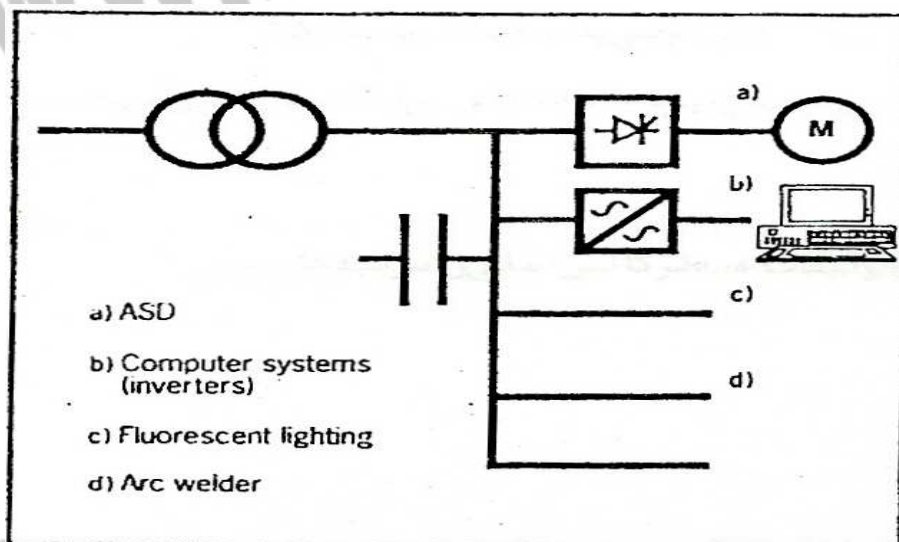 a)
M
b)
c)
d)
a) ASD
b) Computer systems
(inverters)
c) Fluorescent lighting
d) Arc welder